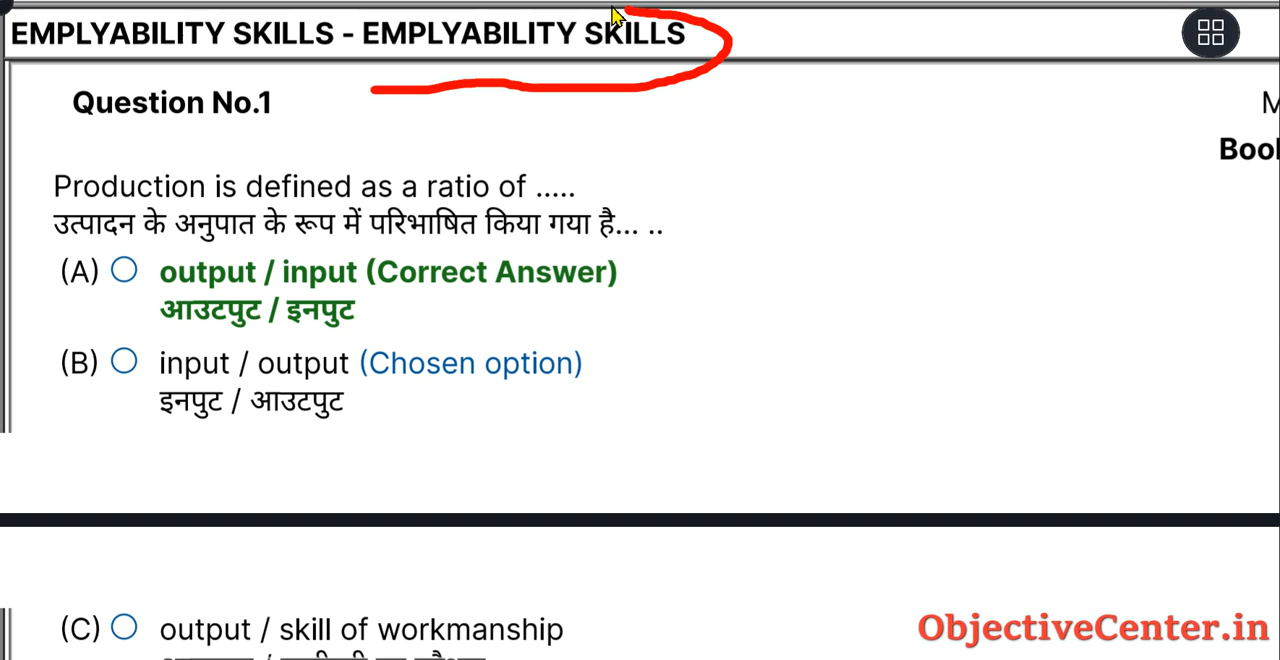 EMPLYABILITY SKILLS - EMPLYABILITY SKILLS
Question No.1
M
Book
Production is defined as a ratio of .....
उत्पादन के अनुपात के रूप में परिभाषित किया गया है... ..
(A) output / input (Correct Answer)
आउटपुट / इनपुट
(B) input / output (Chosen option)
इनपुट / आउटपुट
(C) output / skill of workmanship
ObjectiveCenter.in